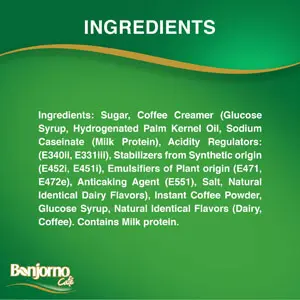 INGREDIENTS
Ingredients: Sugar, Coffee Creamer (Glucose
Syrup, Hydrogenated Palm Kernel Oil, Sodium
Caseinate (Milk Protein), Acidity Regulators:
(E340ii, E331iii), Stabilizers from Synthetic origin
(E452i, E451i), Emulsifiers of Plant origin (E471,
E472e), Anticaking Agent (E551), Salt, Natural
Identical Dairy Flavors), Instant Coffee Powder,
Glucose Syrup, Natural Identical Flavors (Dairy,
Coffee). Contains Milk protein.
Bonjorno
Café